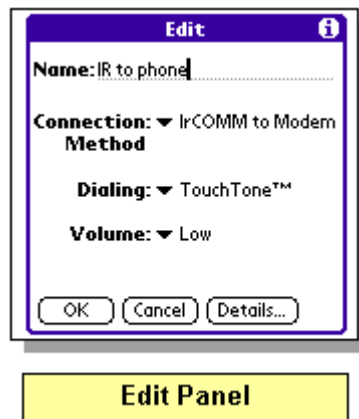 Edit
Name: IR to phone
Connection: IrCOMM to Modem
Method
Dialing: TouchTone™
Volume: Low
OK Cancel Details...
Edit Panel